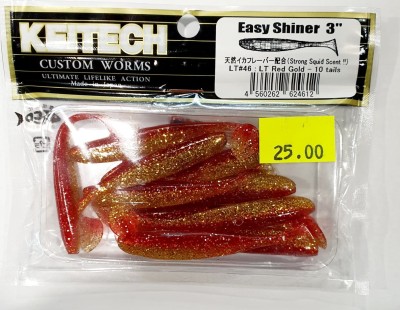 KEITECH
CUSTOM WORMS
ULTIMATE LIFELIKE ACTION
Made in Japan
Easy Shiner 3"
天然イカフレーバー配合(Strong Squid Scent !!)
LT#46 : LT Red Gold - 10 tails
4 560262 624612
25.00